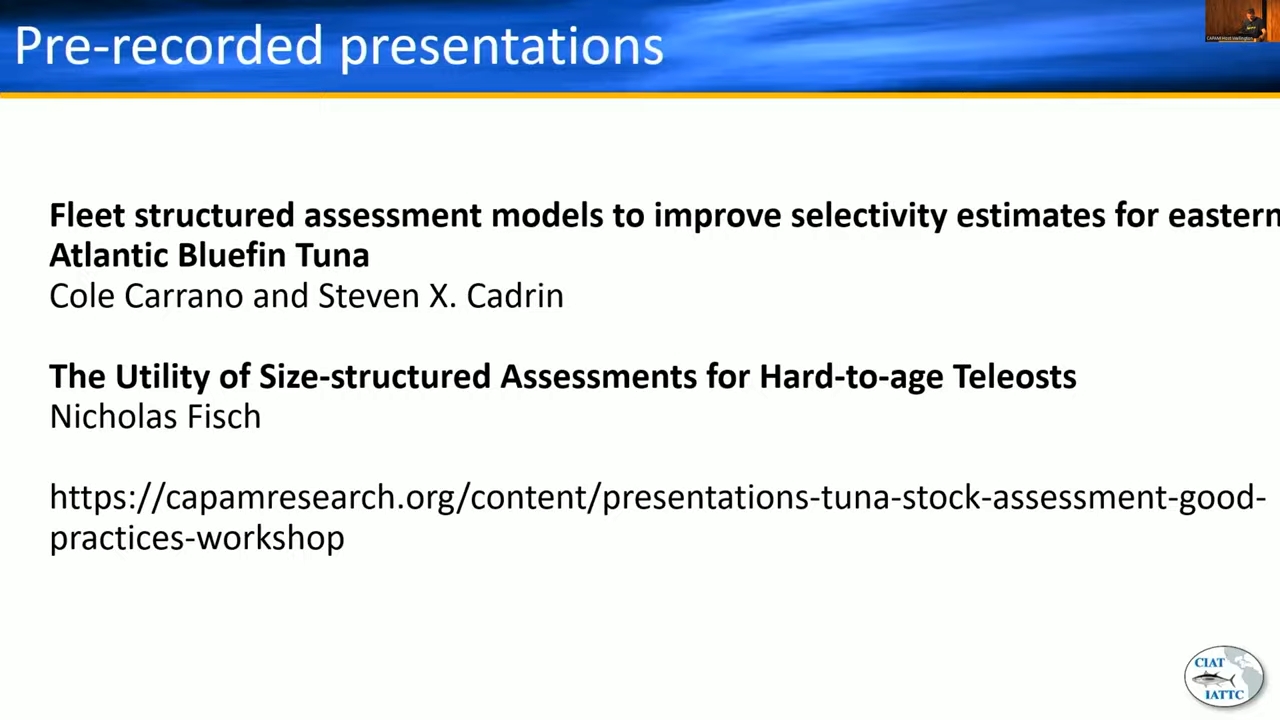 Pre-recorded presentations
Fleet structured assessment models to improve selectivity estimates for eastern
Atlantic Bluefin Tuna
Cole Carrano and Steven X. Cadrin
The Utility of Size-structured Assessments for Hard-to-age Teleosts
Nicholas Fisch
https://capamresearch.org/content/presentations-tuna-stock-assessment-good-
practices-workshop
CIAT
IATTC